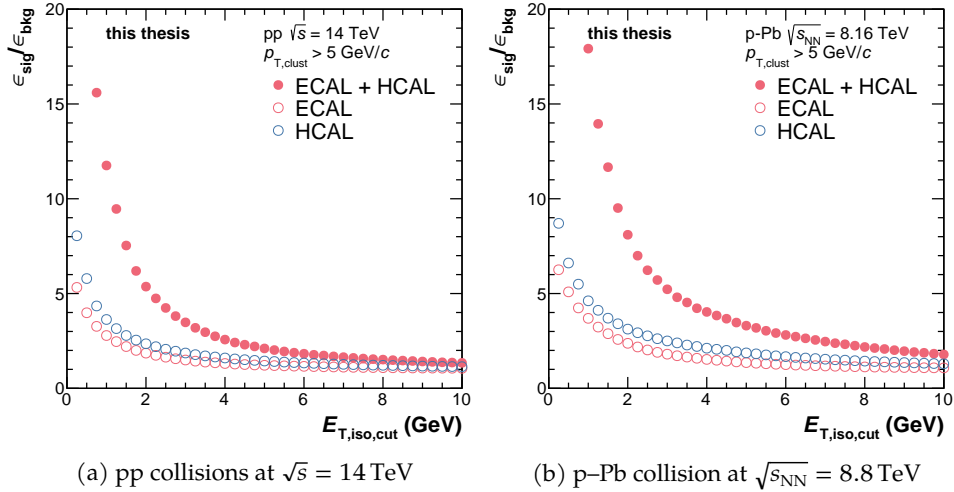 this thesis
pp √s = 14 TeV
p_T,clust > 5 GeV/c
ECAL + HCAL
ECAL
HCAL
ε_sig/ε_bkg
20
15
10
5
0
0 2 4 6 8 10
E_T,iso,cut (GeV)
(a) pp collisions at √s = 14 TeV
this thesis
p-Pb √s_NN = 8.16 TeV
p_T,clust > 5 GeV/c
ECAL + HCAL
ECAL
HCAL
ε_sig/ε_bkg
20
15
10
5
0
0 2 4 6 8 10
E_T,iso,cut (GeV)
(b) p–Pb collision at √s_NN = 8.8 TeV